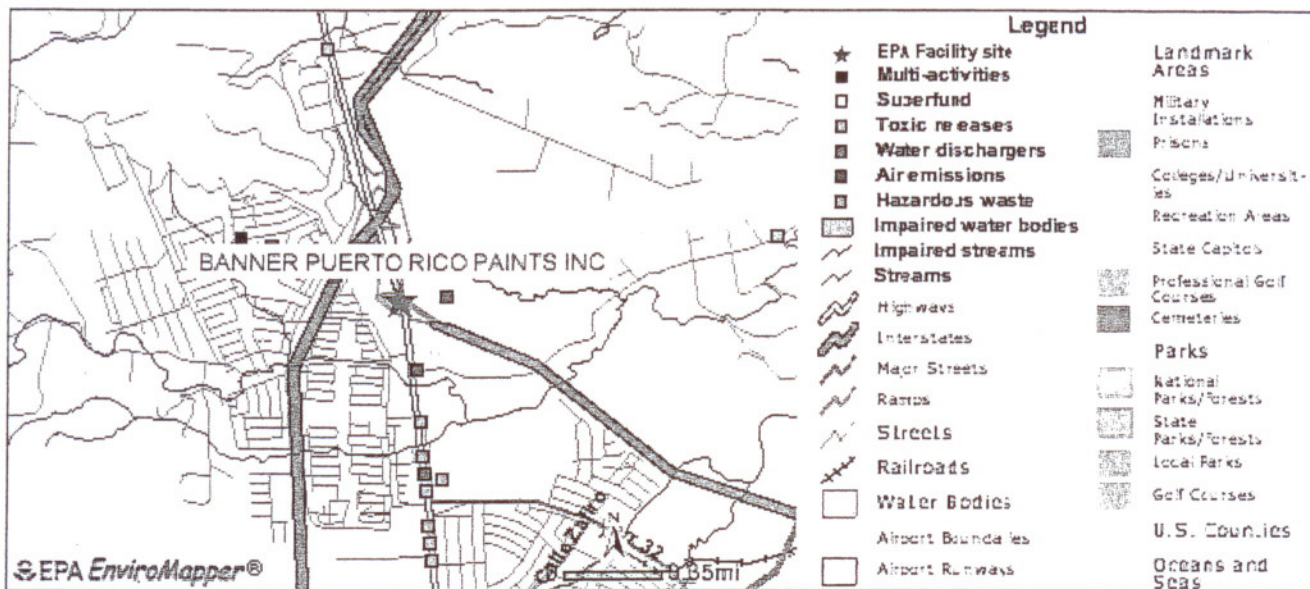 BANNER PUERTO RICO PAINTS INC
EPA EnviroMapper®
0.35mi
Legend
EPA Facility site
Multi-activities
Superfund
Toxic releases
Water dischargers
Air emissions
Hazardous waste
Impaired water bodies
Impaired streams
Streams
Highways
Interstates
Major Streets
Ramps
Streets
Railroads
Water Bodies
Airport Boundaries
Airport Runways
Landmark
Areas
Military
Installations
Prisons
Colleges/Universit-
ies
Recreation Areas
State Capitols
Professional Golf
Courses
Cemeteries
Parks
National
Parks/Forests
State
Parks/Forests
Local Parks
Golf Courses
U.S. Counties
Oceans and
Seas